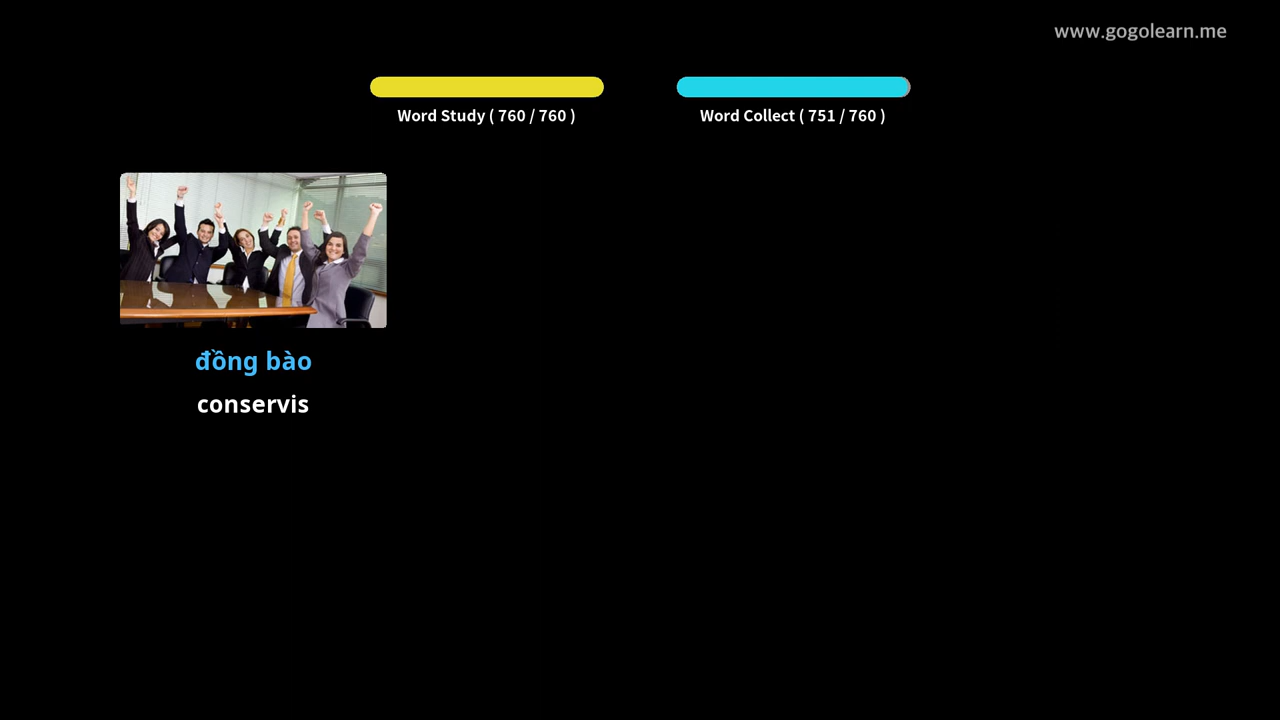 www.gogolearn.me
Word Study ( 760 / 760 )
Word Collect ( 751 / 760 )
đồng bào
conservis